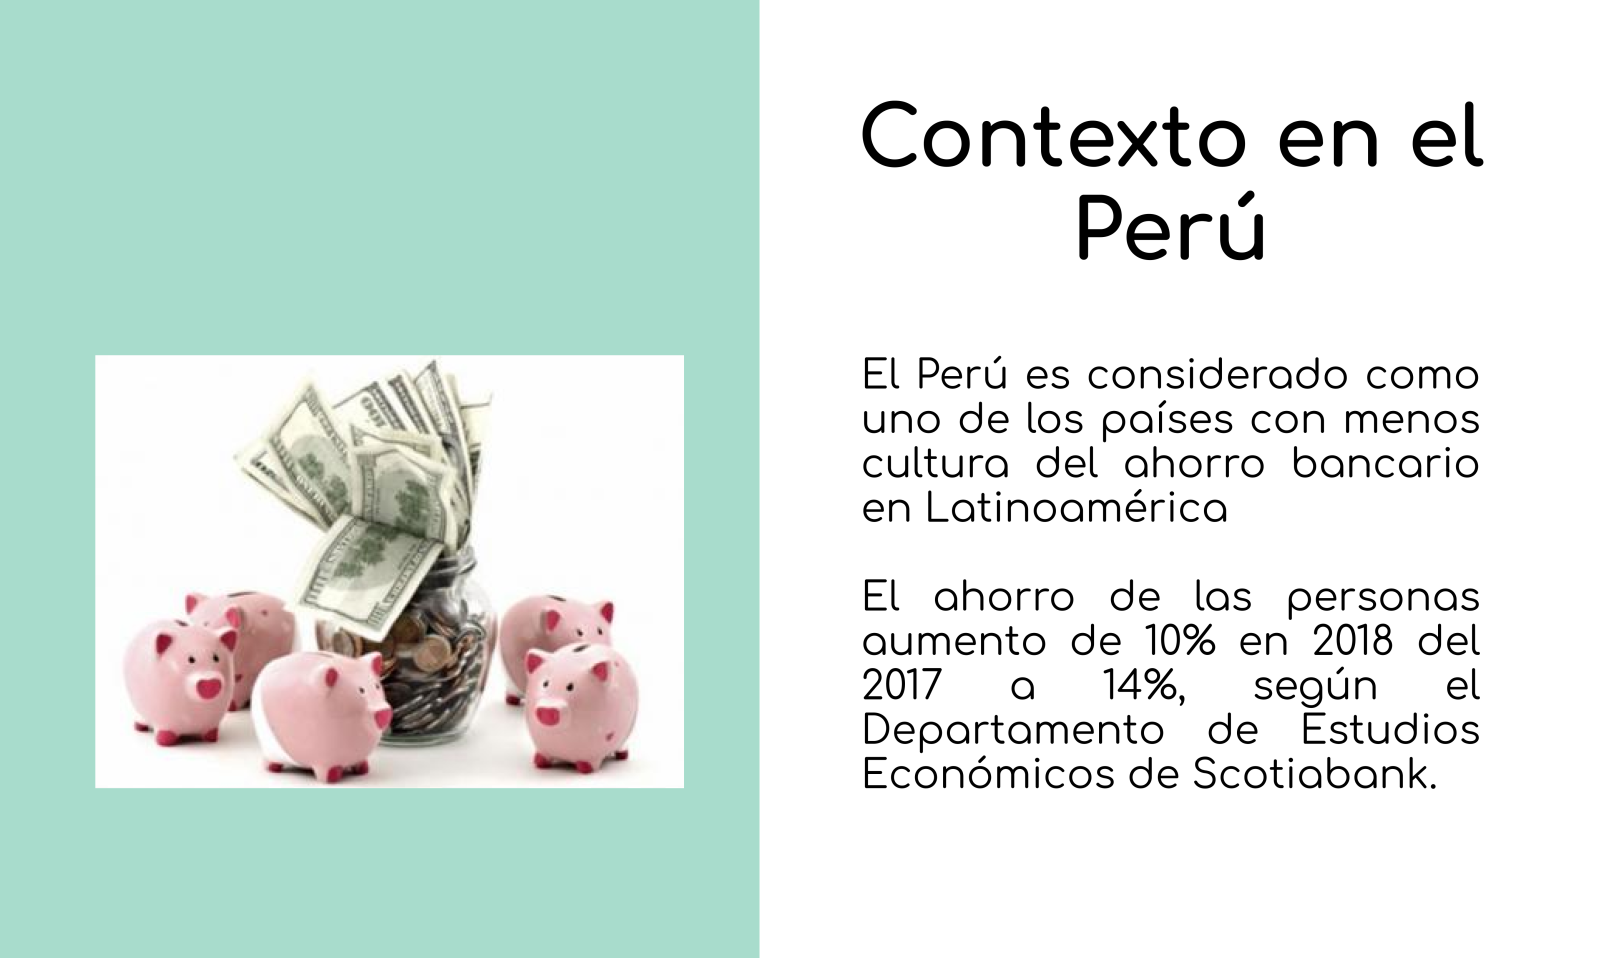 Contexto en el
Perú
El Perú es considerado como
uno de los países con menos
cultura del ahorro bancario
en Latinoamérica
El ahorro de las personas
aumento de 10% en 2018 del
2017 a 14%, según el
Departamento de Estudios
Económicos de Scotiabank.